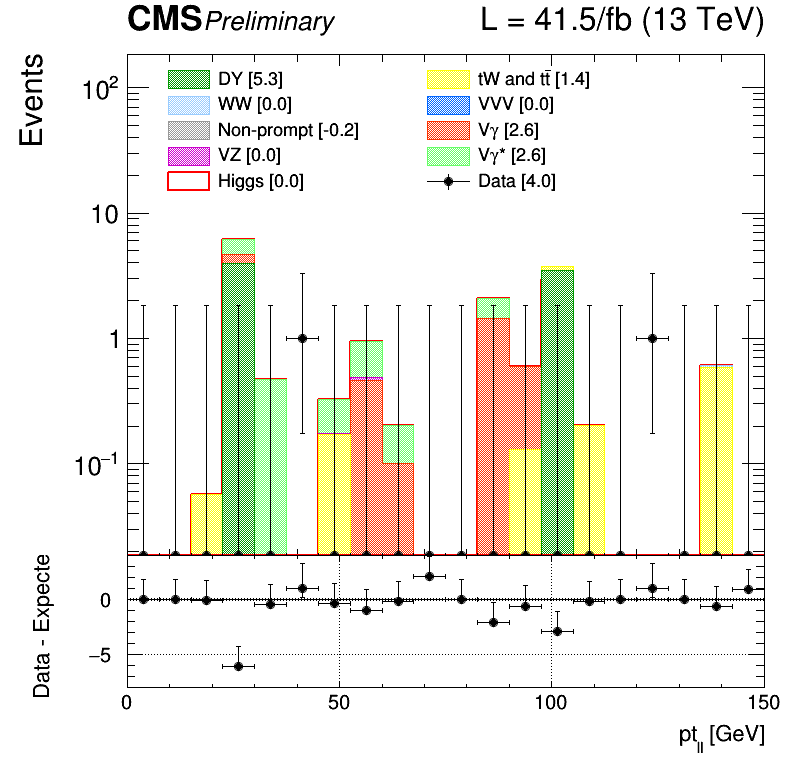 CMS Preliminary L = 41.5/fb (13 TeV)
Events
DY [5.3] tW and tt̄ [1.4]
WW [0.0] VVV [0.0]
Non-prompt [-0.2] Vγ [2.6]
VZ [0.0] Vγ* [2.6]
Higgs [0.0] Data [4.0]
10²
10
1
10⁻¹
Data - Expecte
0
−5
0 50 100 150
pt_ll [GeV]